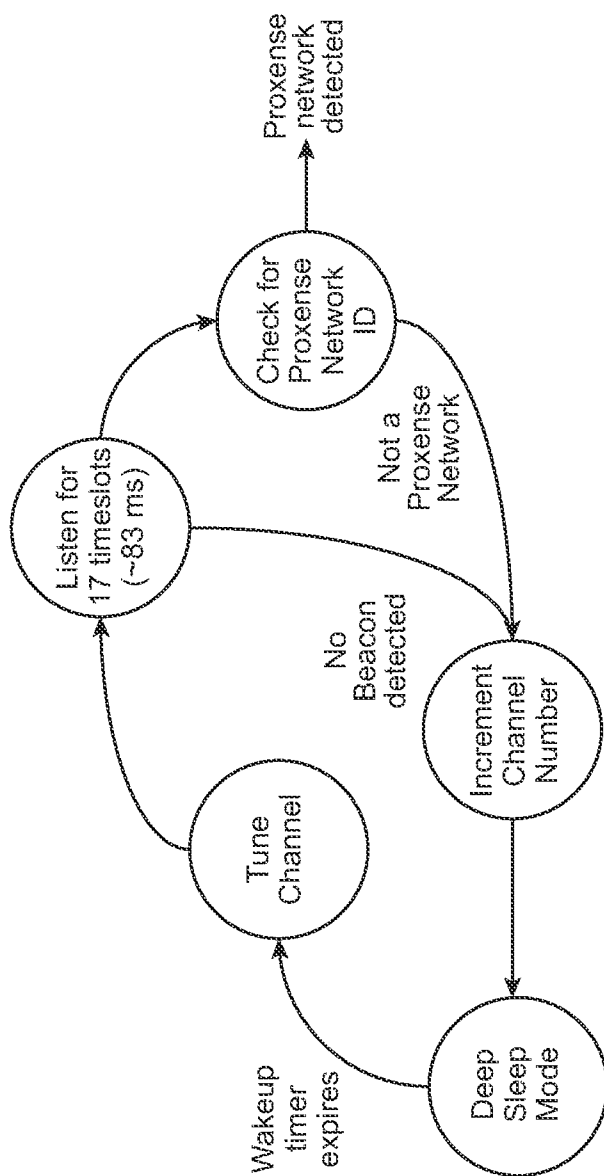 Wakeup
timer
expires
Deep
Sleep
Mode
Tune
Channel
Increment
Channel
Number
No
Beacon
detected
Listen for
17 timeslots
(~83 ms)
Not a
Proxense
Network
Check for
Proxense
Network
ID
Proxense
network
detected